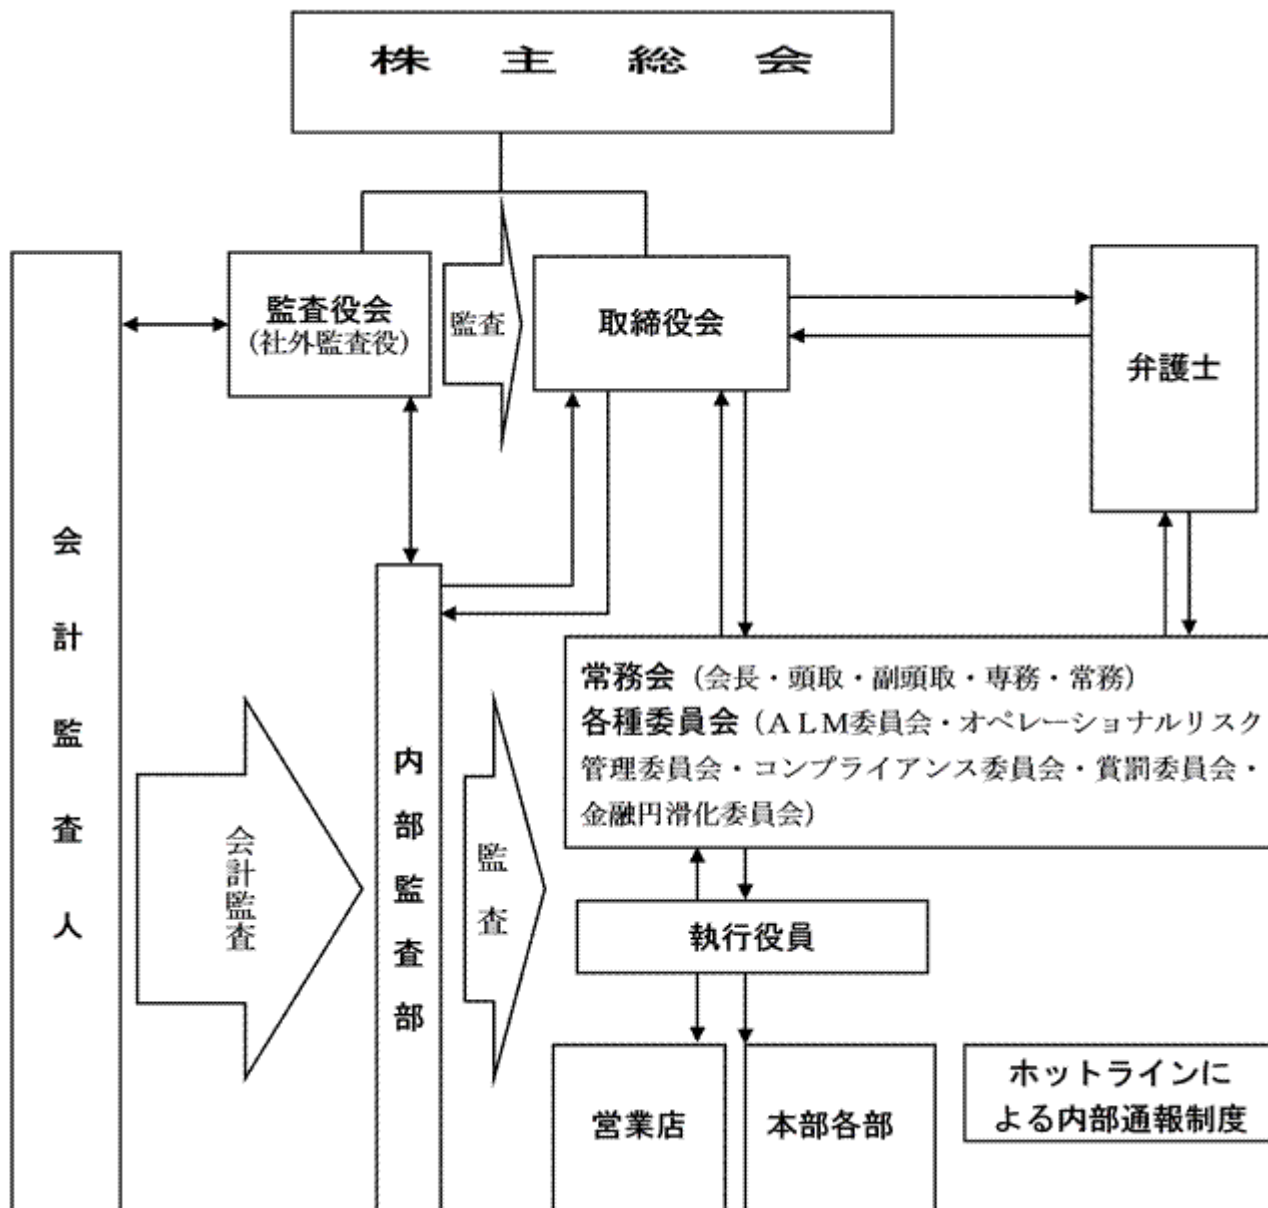 株主総会
監査役会
(社外監査役)
監査
取締役会
弁護士
会計監査人
会計監査
内部監査部
監査
常務会（会長・頭取・副頭取・専務・常務）
各種委員会（ＡＬＭ委員会・オペレーショナルリスク
管理委員会・コンプライアンス委員会・賞罰委員会・
金融円滑化委員会）
執行役員
営業店
本部各部
ホットラインに
よる内部通報制度